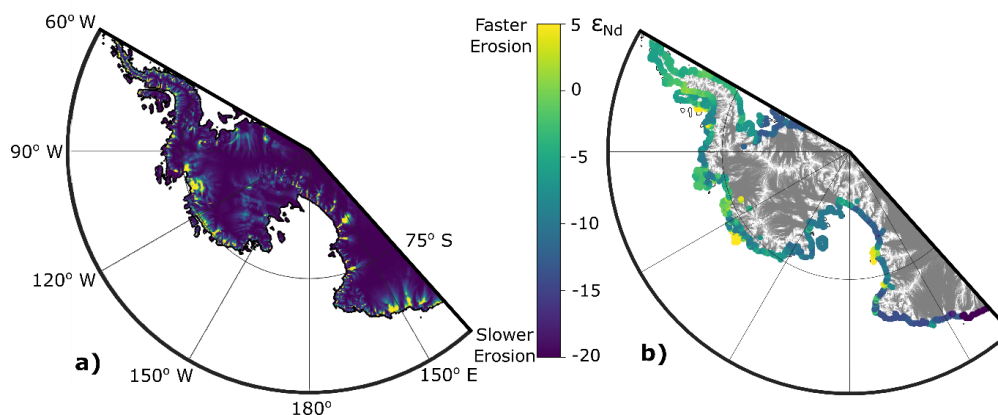 60° W
90° W
120° W
150° W
180°
150° E
75° S
a)
Faster
Erosion
Slower
Erosion
5
0
-5
-10
-15
-20
εNd
b)